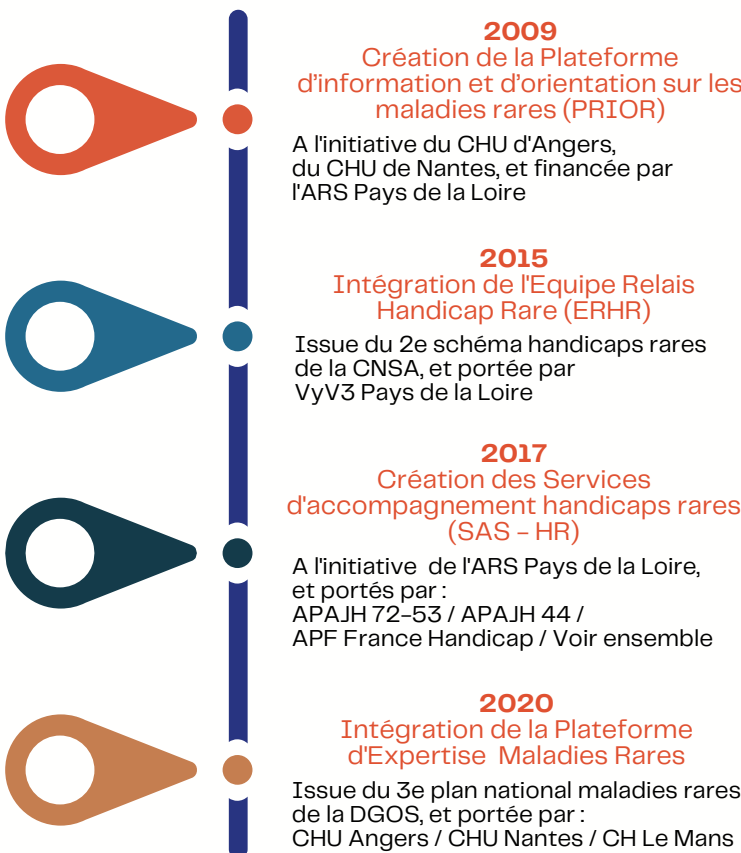 2009
Création de la Plateforme
d'information et d'orientation sur les
maladies rares (PRIOR)
A l'initiative du CHU d'Angers,
du CHU de Nantes, et financée par
l'ARS Pays de la Loire
2015
Intégration de l'Equipe Relais
Handicap Rare (ERHR)
Issue du 2e schéma handicaps rares
de la CNSA, et portée par
VyV3 Pays de la Loire
2017
Création des Services
d'accompagnement handicaps rares
(SAS - HR)
A l'initiative de l'ARS Pays de la Loire,
et portés par :
APAJH 72-53 / APAJH 44 /
APF France Handicap / Voir ensemble
2020
Intégration de la Plateforme
d'Expertise Maladies Rares
Issue du 3e plan national maladies rares
de la DGOS, et portée par :
CHU Angers / CHU Nantes / CH Le Mans